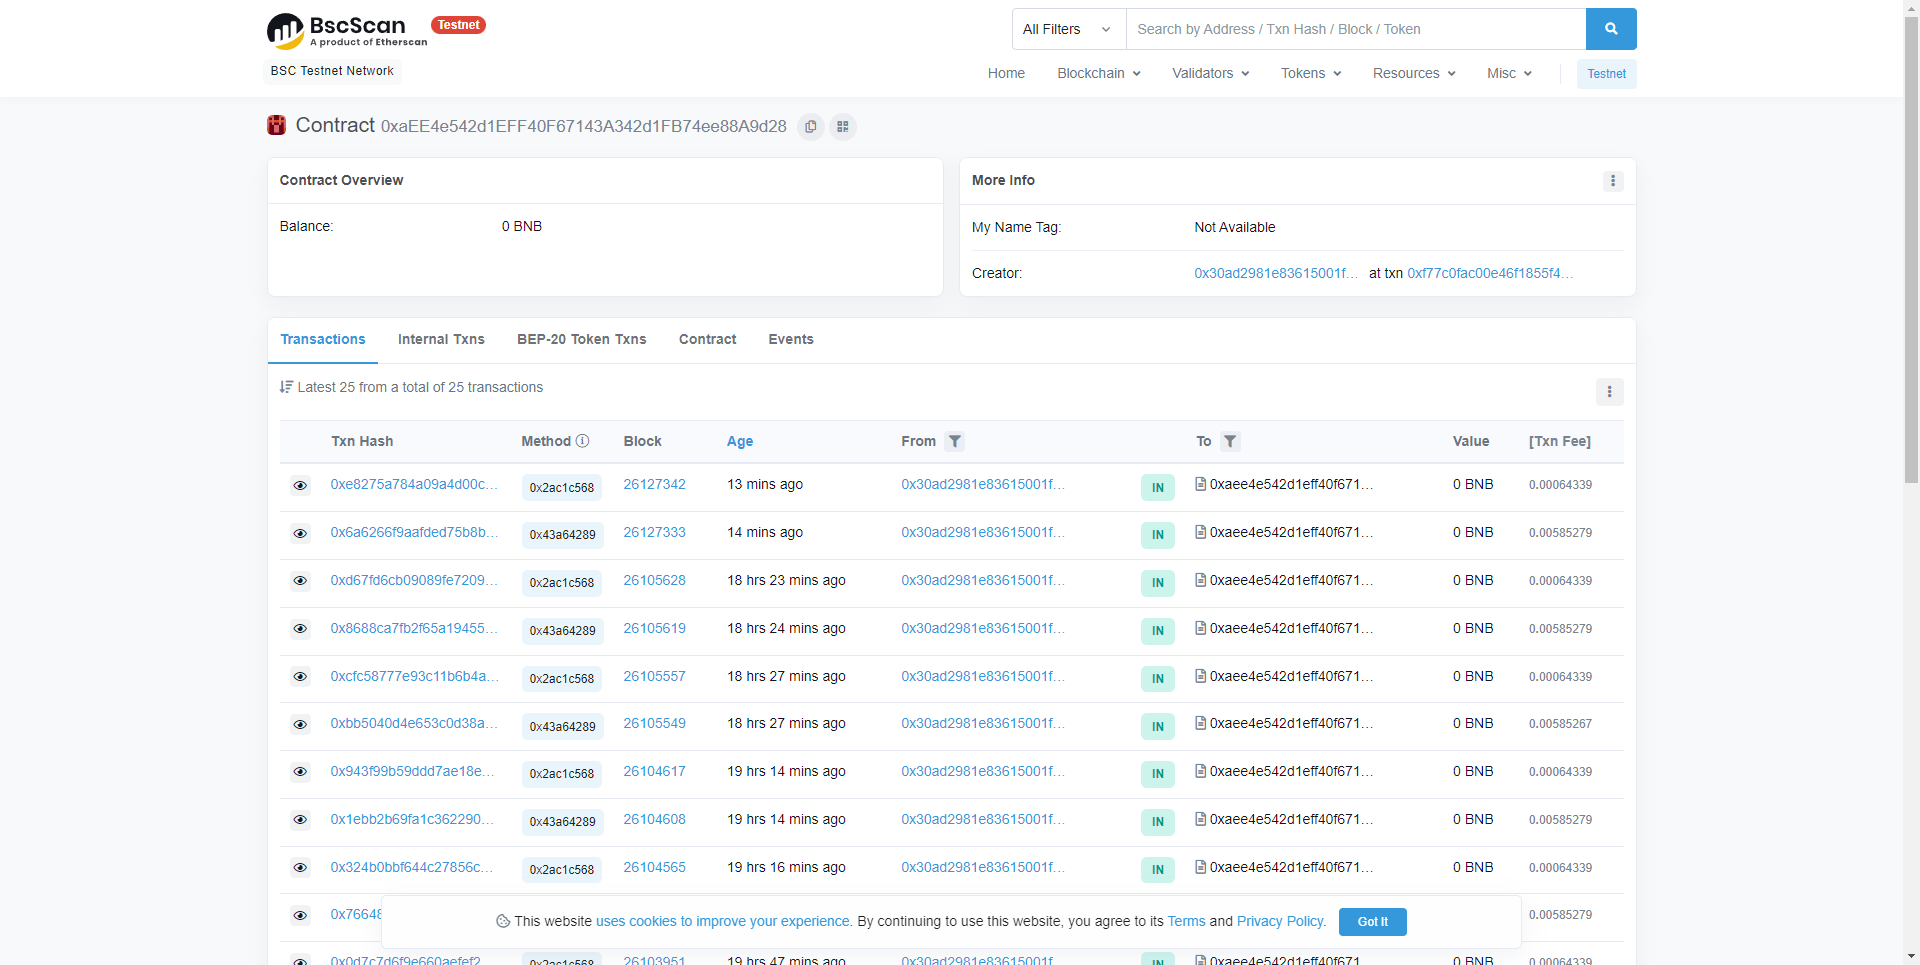 BscScan Testnet
A product of Etherscan
BSC Testnet Network
All Filters Search by Address / Txn Hash / Block / Token
Home Blockchain Validators Tokens Resources Misc Testnet
Contract 0xaEE4e542d1EFF40F67143A342d1FB74ee88A9d28
Contract Overview
Balance: 0 BNB
More Info
My Name Tag: Not Available
Creator: 0x30ad2981e83615001f... at txn 0xf77c0fac00e46f1855f4...
Transactions Internal Txns BEP-20 Token Txns Contract Events
Latest 25 from a total of 25 transactions
Txn Hash Method Block Age From To Value [Txn Fee]
0xe8275a784a09a4d00c... 0x2ac1c568 26127342 13 mins ago 0x30ad2981e83615001f... IN 0xaee4e542d1eff40f671... 0 BNB 0.00064339
0x6a6266f9aafded75b8b... 0x43a64289 26127333 14 mins ago 0x30ad2981e83615001f... IN 0xaee4e542d1eff40f671... 0 BNB 0.00585279
0xd67fd6cb09089fe7209... 0x2ac1c568 26105628 18 hrs 23 mins ago 0x30ad2981e83615001f... IN 0xaee4e542d1eff40f671... 0 BNB 0.00064339
0x8688ca7fb2f65a19455... 0x43a64289 26105619 18 hrs 24 mins ago 0x30ad2981e83615001f... IN 0xaee4e542d1eff40f671... 0 BNB 0.00585279
0xcfc58777e93c11b6b4a... 0x2ac1c568 26105557 18 hrs 27 mins ago 0x30ad2981e83615001f... IN 0xaee4e542d1eff40f671... 0 BNB 0.00064339
0xbb5040d4e653c0d38a... 0x43a64289 26105549 18 hrs 27 mins ago 0x30ad2981e83615001f... IN 0xaee4e542d1eff40f671... 0 BNB 0.00585267
0x943f99b59ddd7ae18e... 0x2ac1c568 26104617 19 hrs 14 mins ago 0x30ad2981e83615001f... IN 0xaee4e542d1eff40f671... 0 BNB 0.00064339
0x1ebb2b69fa1c362290... 0x43a64289 26104608 19 hrs 14 mins ago 0x30ad2981e83615001f... IN 0xaee4e542d1eff40f671... 0 BNB 0.00585279
0x324b0bbf644c27856c... 0x2ac1c568 26104565 19 hrs 16 mins ago 0x30ad2981e83615001f... IN 0xaee4e542d1eff40f671... 0 BNB 0.00064339
0x7664 0.00585279
This website uses cookies to improve your experience. By continuing to use this website, you agree to its Terms and Privacy Policy. Got It
0x0d7c7d6f9e660aefef2... 0x2ac1c568 26103951 19 hrs 47 mins ago 0x30ad2981e83615001f... IN 0xaee4e542d1eff40f671... 0 BNB 0.00064339